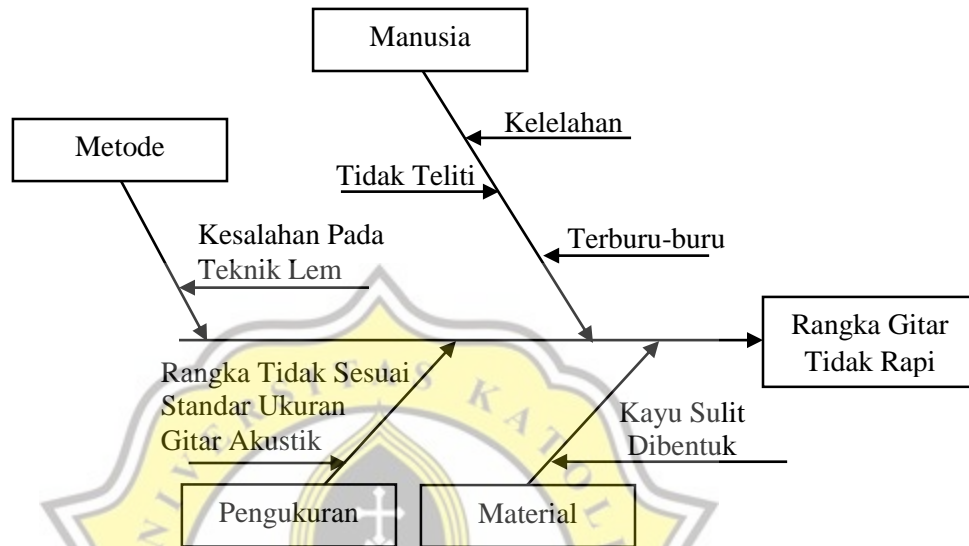 Manusia
Kelelahan
Metode
Tidak Teliti
Kesalahan Pada
Teknik Lem
Terburu-buru
Rangka Gitar
Tidak Rapi
Rangka Tidak Sesuai
Standar Ukuran
Gitar Akustik
Kayu Sulit
Dibentuk
Pengukuran
Material